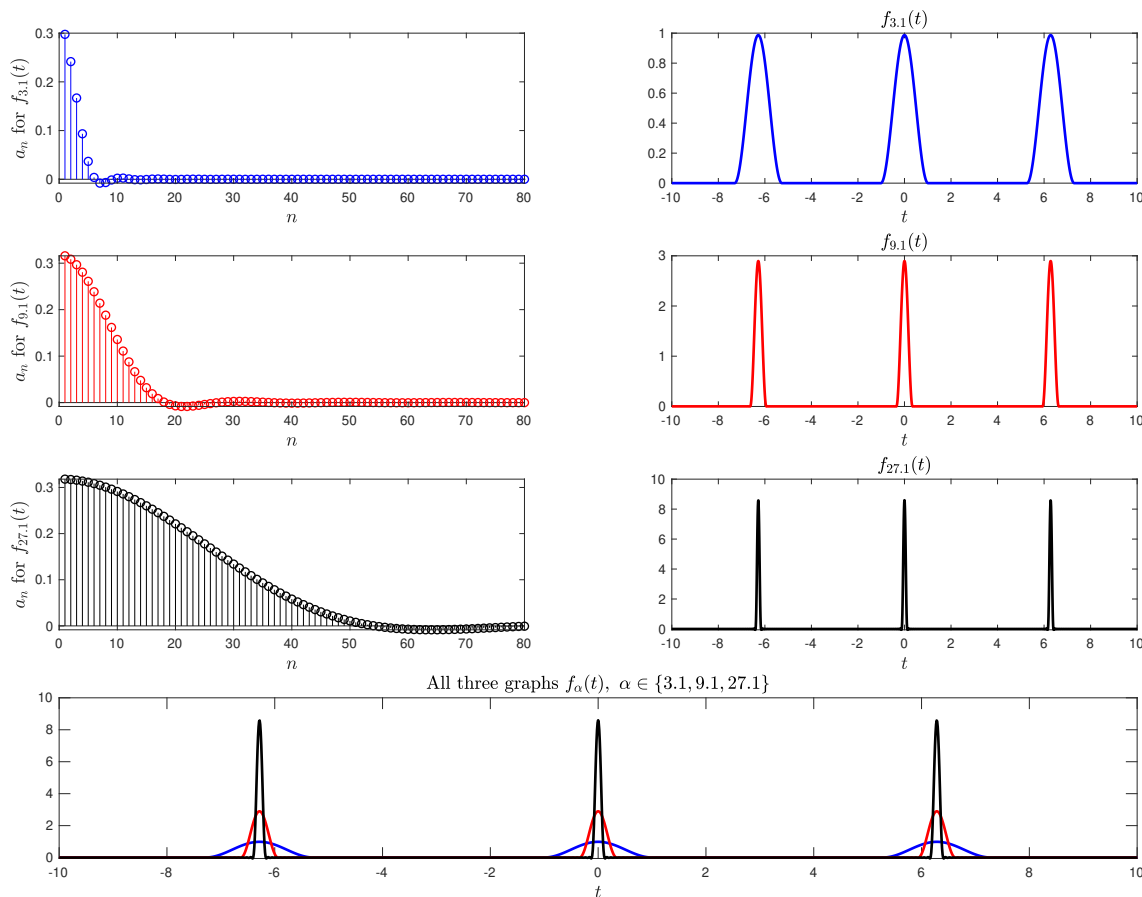 0.3
0.2
0.1
0
a_n for f_{3.1}(t)
0 10 20 30 40 50 60 70 80
n
f_{3.1}(t)
1
0.8
0.6
0.4
0.2
0
-10 -8 -6 -4 -2 0 2 4 6 8 10
t
0.3
0.2
0.1
0
a_n for f_{9.1}(t)
0 10 20 30 40 50 60 70 80
n
f_{9.1}(t)
3
2
1
0
-10 -8 -6 -4 -2 0 2 4 6 8 10
t
0.3
0.2
0.1
0
a_n for f_{27.1}(t)
0 10 20 30 40 50 60 70 80
n
f_{27.1}(t)
10
8
6
4
2
0
-10 -8 -6 -4 -2 0 2 4 6 8 10
t
All three graphs f_α(t), α ∈ {3.1, 9.1, 27.1}
10
8
6
4
2
0
-10 -8 -6 -4 -2 0 2 4 6 8 10
t